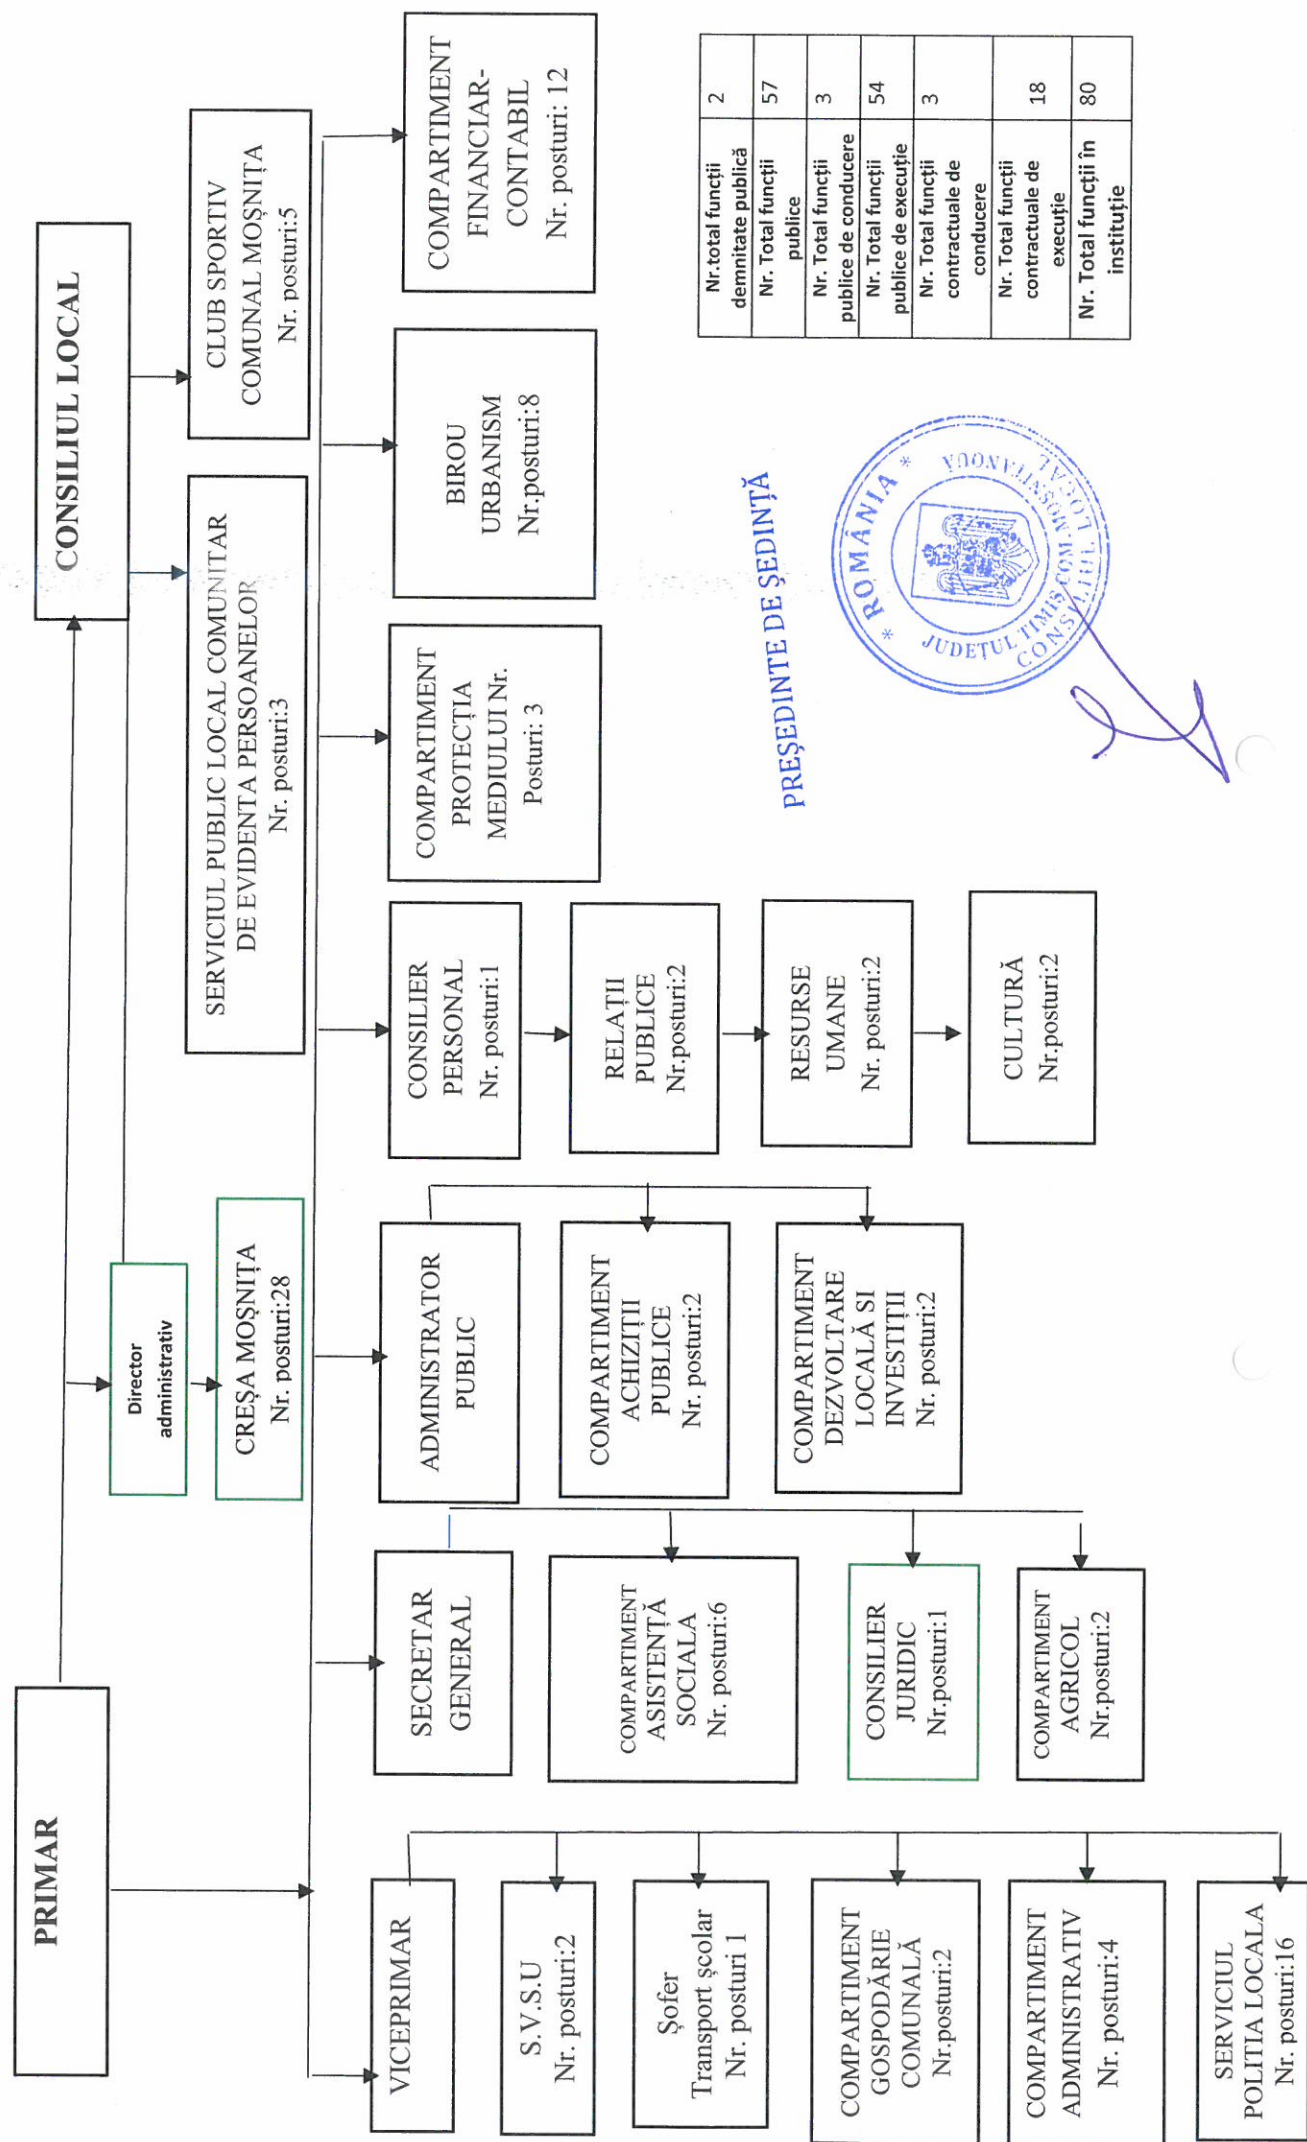 PRIMAR
CONSILIUL LOCAL
Director
administrativ
CREȘA MOȘNIȚA
Nr. posturi:28
SERVICIUL PUBLIC LOCAL COMUNITAR
DE EVIDENTA PERSOANELOR
Nr. posturi:3
CLUB SPORTIV
COMUNAL MOȘNIȚA
Nr. posturi:5
VICEPRIMAR
S.V.S.U
Nr. posturi:2
Șofer
Transport școlar
Nr. posturi 1
COMPARTIMENT
GOSPODĂRIE
COMUNALĂ
Nr.posturi:2
COMPARTIMENT
ADMINISTRATIV
Nr. posturi:4
SERVICIUL
POLITIA LOCALA
Nr. posturi:16
SECRETAR
GENERAL
COMPARTIMENT
ASISTENȚĂ
SOCIALA
Nr. posturi:6
CONSILIER
JURIDIC
Nr.posturi:1
COMPARTIMENT
AGRICOL
Nr.posturi:2
ADMINISTRATOR
PUBLIC
COMPARTIMENT
ACHIZIȚII
PUBLICE
Nr. posturi:2
COMPARTIMENT
DEZVOLTARE
LOCALĂ SI
INVESTIȚII
Nr. posturi:2
CONSILIER
PERSONAL
Nr. posturi:1
RELAȚII
PUBLICE
Nr.posturi:2
RESURSE
UMANE
Nr. posturi:2
CULTURĂ
Nr.posturi:2
COMPARTIMENT
PROTECȚIA
MEDIULUI Nr.
Posturi: 3
BIROU
URBANISM
Nr.posturi:8
COMPARTIMENT
FINANCIAR-
CONTABIL
Nr. posturi: 12
PREȘEDINTE DE ȘEDINȚĂ
* ROMÂNIA *
JUDEȚUL TIMIȘ COM. MOȘNIȚA NOUĂ
CONSILIUL LOCAL
Nr.total funcții 2
demnitate publică
Nr. Total funcții 57
publice
Nr. Total funcții 3
publice de conducere
Nr. Total funcții 54
publice de execuție
Nr. Total funcții 3
contractuale de
conducere
Nr. Total funcții
contractuale de 18
execuție
Nr. Total funcții în 80
instituție